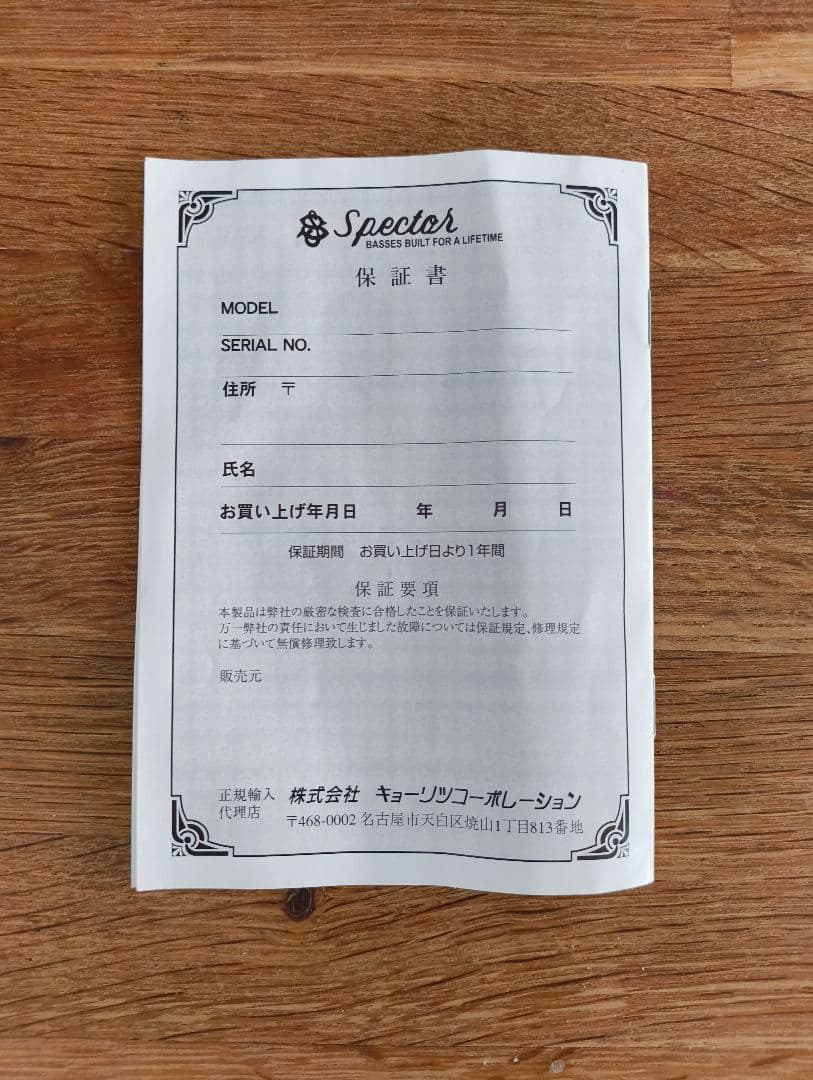 Spector
BASSES BUILT FOR A LIFETIME
保証書
MODEL
SERIAL NO.
住所 〒
氏名
お買い上げ年月日 年 月 日
保証期間 お買い上げ日より1年間
保証要項
本製品は弊社の厳密な検査に合格したことを保証いたします。
万一弊社の責任において生じました故障については保証規定、修理規定
に基づいて無償修理致します。
販売元
正規輸入代理店 株式会社 キョーリツコーポレーション
〒468-0002 名古屋市天白区焼山1丁目813番地